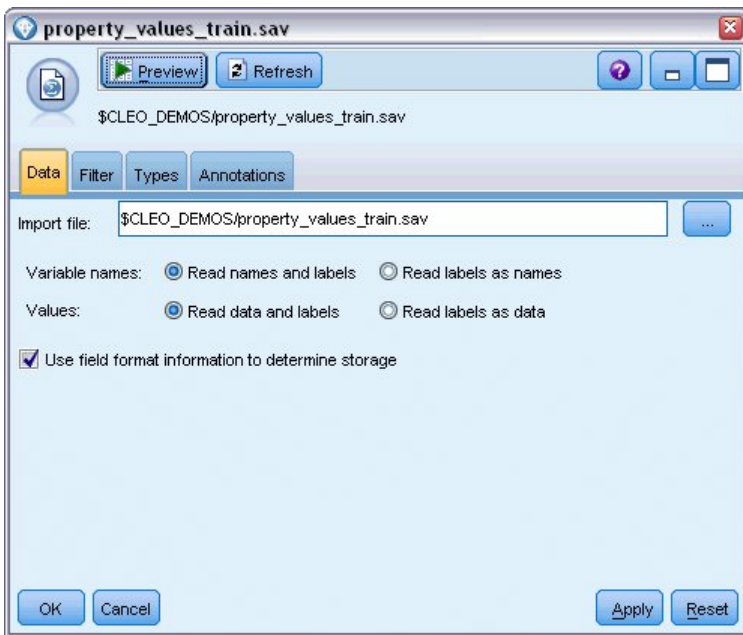 property_values_train.sav
Preview Refresh
$CLEO_DEMOS/property_values_train.sav
Data Filter Types Annotations
Import file: $CLEO_DEMOS/property_values_train.sav ...
Variable names: Read names and labels Read labels as names
Values: Read data and labels Read labels as data
Use field format information to determine storage
OK Cancel Apply Reset